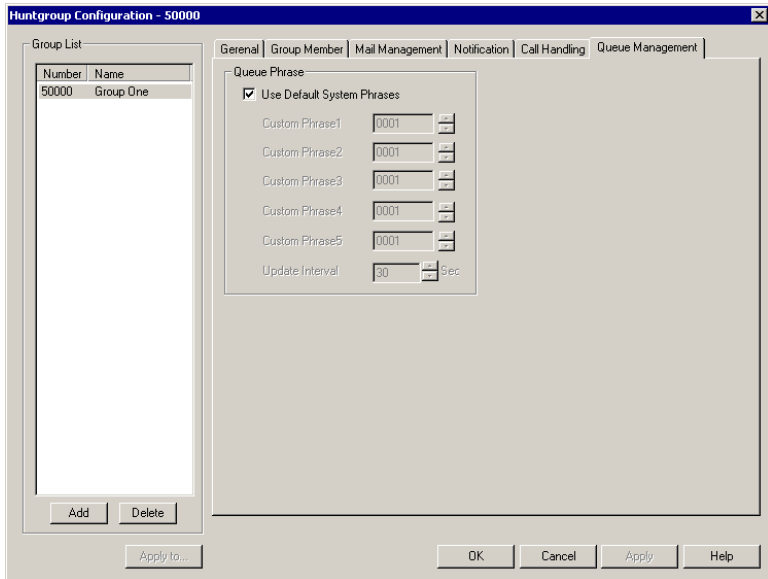 Huntgroup Configuration - 50000
Group List
Number Name
50000 Group One
Add Delete
Apply to...
Gerenal Group Member Mail Management Notification Call Handling Queue Management
Queue Phrase
Use Default System Phrases
Custom Phrase1 0001
Custom Phrase2 0001
Custom Phrase3 0001
Custom Phrase4 0001
Custom Phrase5 0001
Update Interval 30 Sec
OK Cancel Apply Help